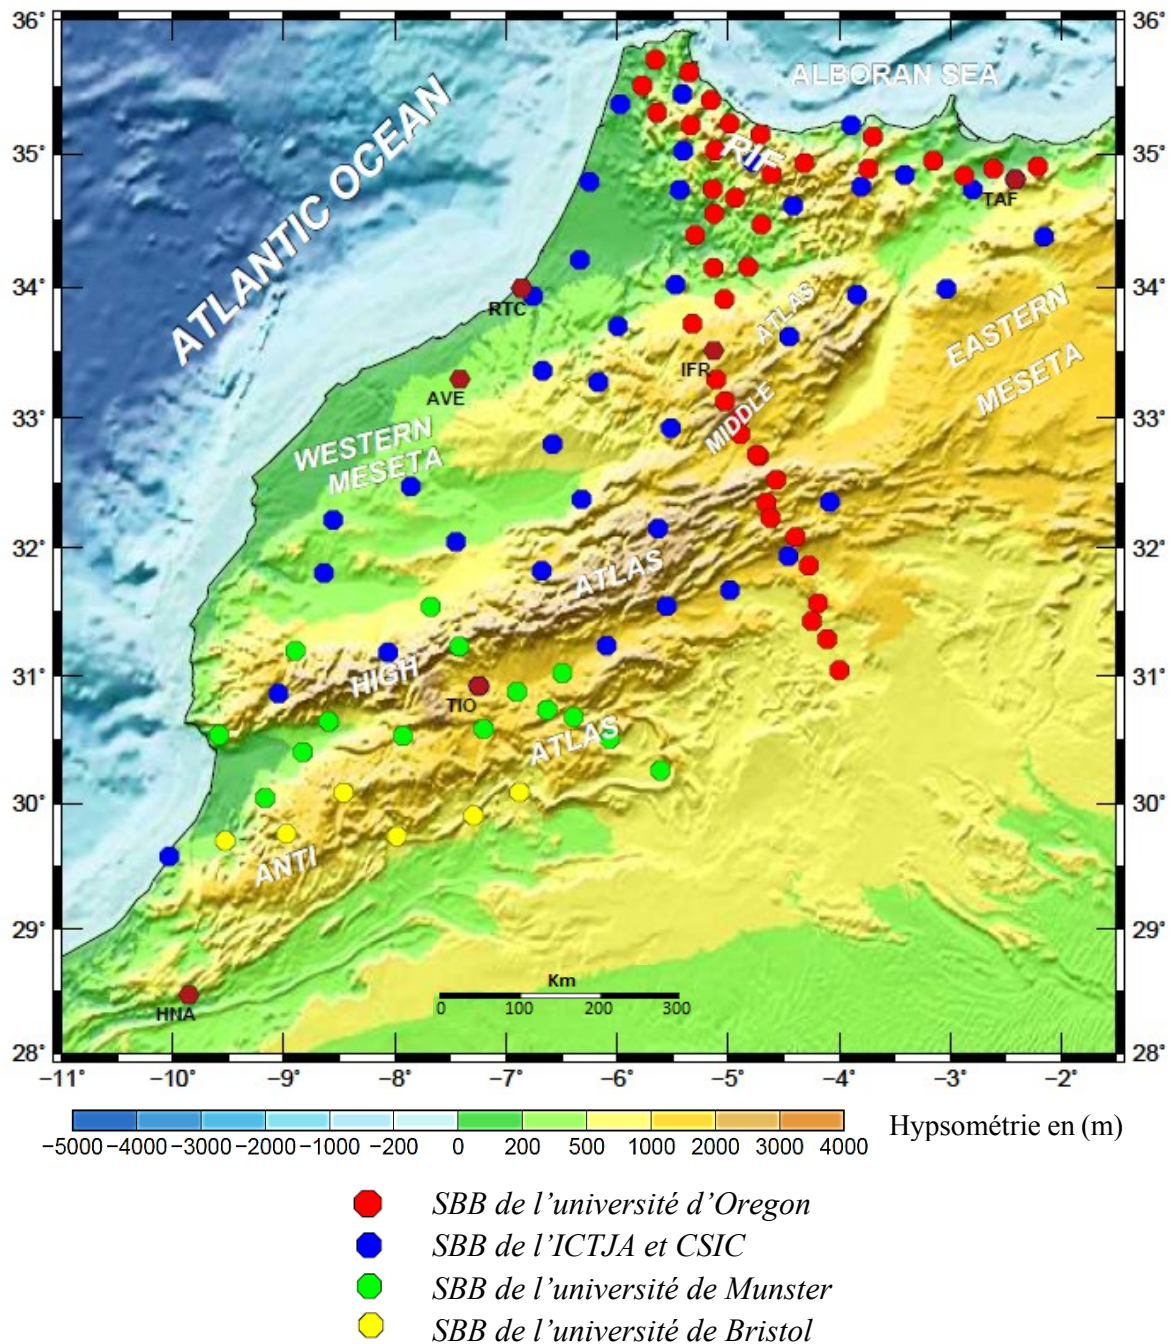 36° 36°
ALBORAN SEA
ATLANTIC OCEAN
RIF
35° 35°
TAF
34° 34°
RTC
ATLAS
EASTERN
MESETA
IFR
AVE
MIDDLE
33° 33°
WESTERN
MESETA
32° 32°
ATLAS
HIGH
31° 31°
TIO
ATLAS
30° 30°
ANTI
29° 29°
Km
0 100 200 300
HNA
28° 28°
−11 −10 −9 −8 −7 −6 −5 −4 −3 −2
−5000 −4000 −3000 −2000 −1000 −200 0 200 500 1000 2000 3000 4000
Hypsométrie en (m)
SBB de l’université d’Oregon
SBB de l’ICTJA et CSIC
SBB de l’université de Munster
SBB de l’université de Bristol